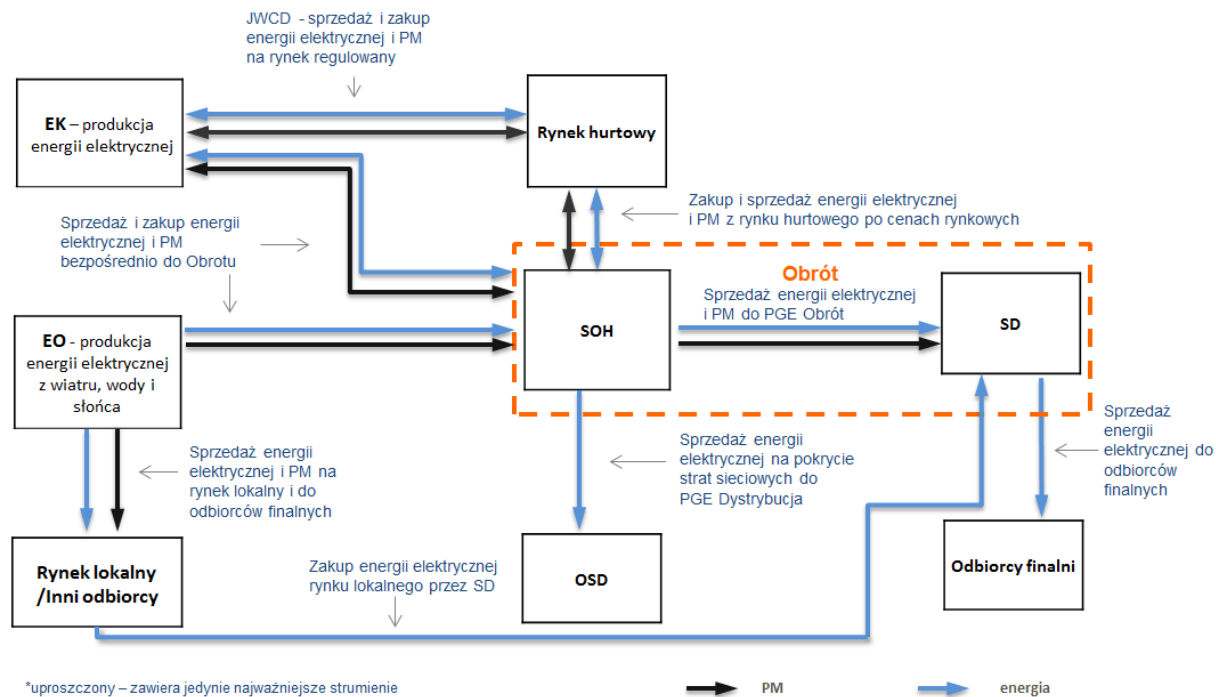 JWCD - sprzedaż i zakup
energii elektrycznej i PM
na rynek regulowany
EK – produkcja
energii elektrycznej
Rynek hurtowy
Sprzedaż i zakup energii
elektrycznej i PM
bezpośrednio do Obrotu
Zakup i sprzedaż energii elektrycznej
i PM z rynku hurtowego po cenach rynkowych
Obrót
Sprzedaż energii elektrycznej
i PM do PGE Obrót
SOH
SD
EO - produkcja
energii elektrycznej
z wiatru, wody i
słońca
Sprzedaż energii
elektrycznej i PM na
rynek lokalny i do
odbiorców finalnych
Sprzedaż energii
elektrycznej na pokrycie
strat sieciowych do
PGE Dystrybucja
Sprzedaż
energii
elektrycznej do
odbiorców
finalnych
Rynek lokalny
/Inni odbiorcy
Zakup energii elektrycznej
rynku lokalnego przez SD
OSD
Odbiorcy finalni
*uproszczony – zawiera jedynie najważniejsze strumienie
PM
energia